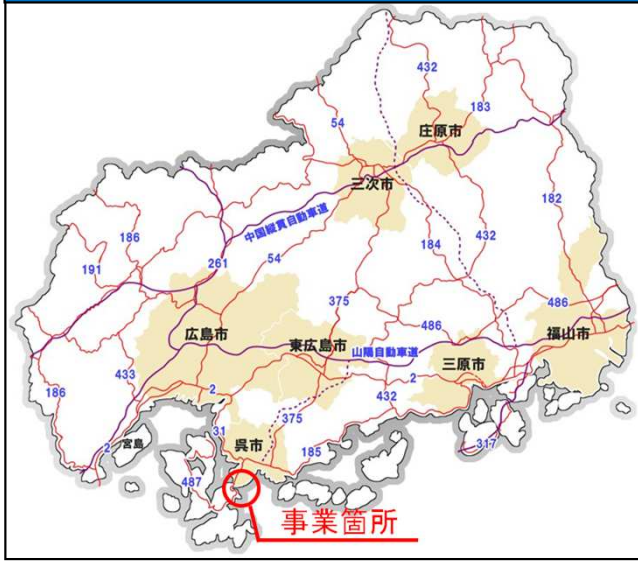 432
183
54
庄原市
三次市
182
中国縦貫自動車道
186
432
184
191
261
54
375
486
486
広島市
福山市
東広島市
山陽自動車道
三原市
433
2
2
186
432
31
375
317
呉市
185
宮島
2
487
事業箇所